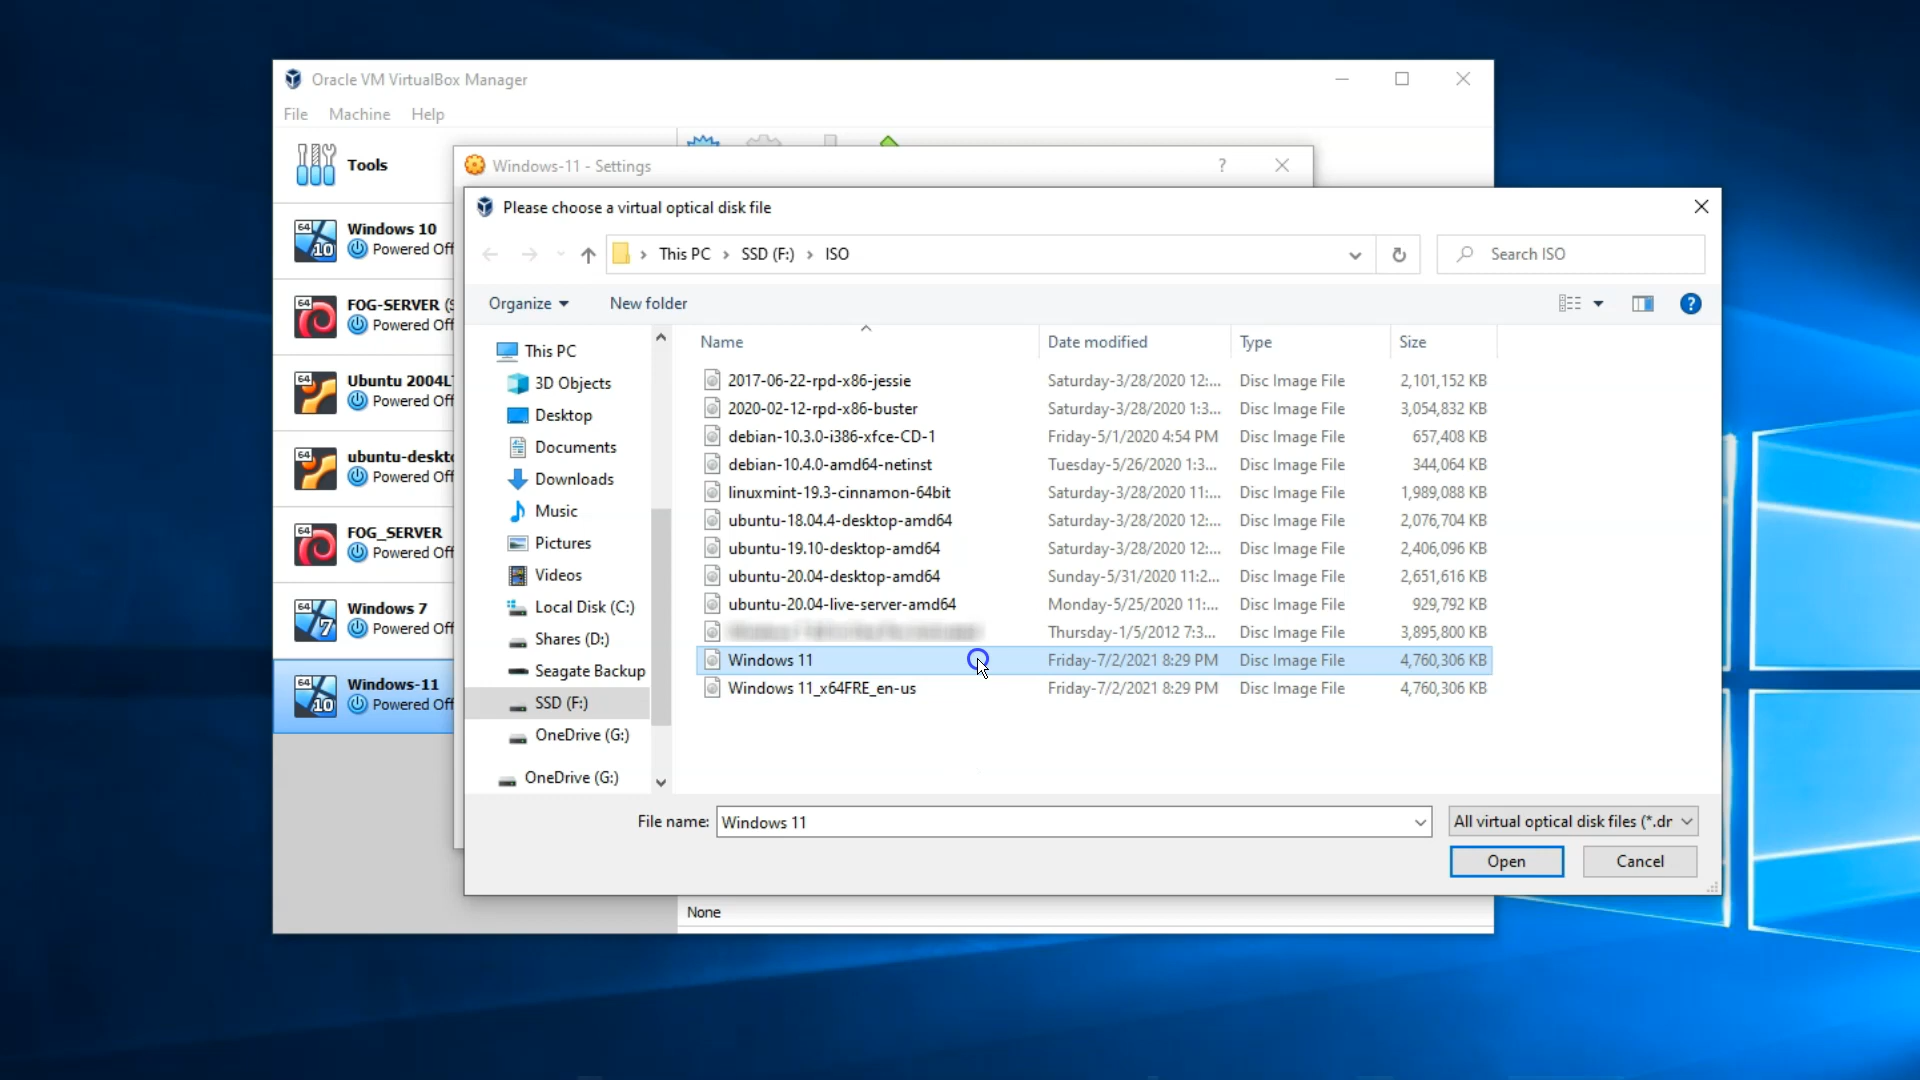 Oracle VM VirtualBox Manager
File Machine Help
Tools
64 10 Windows 10
Powered Off
64 FOG-SERVER (S
Powered Off
64 Ubuntu 2004L
Powered Off
64 ubuntu-deskto
Powered Off
64 FOG_SERVER
Powered Off
64 7 Windows 7
Powered Off
64 10 Windows-11
Powered Off
Windows-11 - Settings ?
Please choose a virtual optical disk file
This PC › SSD (F:) › ISO
Search ISO
Organize New folder ?
This PC
3D Objects
Desktop
Documents
Downloads
Music
Pictures
Videos
Local Disk (C:)
Shares (D:)
Seagate Backup
SSD (F:)
OneDrive (G:)
OneDrive (G:)
Name Date modified Type Size
2017-06-22-rpd-x86-jessie Saturday-3/28/2020 12:... Disc Image File 2,101,152 KB
2020-02-12-rpd-x86-buster Saturday-3/28/2020 1:3... Disc Image File 3,054,832 KB
debian-10.3.0-i386-xfce-CD-1 Friday-5/1/2020 4:54 PM Disc Image File 657,408 KB
debian-10.4.0-amd64-netinst Tuesday-5/26/2020 1:3... Disc Image File 344,064 KB
linuxmint-19.3-cinnamon-64bit Saturday-3/28/2020 11:... Disc Image File 1,989,088 KB
ubuntu-18.04.4-desktop-amd64 Saturday-3/28/2020 12:... Disc Image File 2,076,704 KB
ubuntu-19.10-desktop-amd64 Saturday-3/28/2020 12:... Disc Image File 2,406,096 KB
ubuntu-20.04-desktop-amd64 Sunday-5/31/2020 11:2... Disc Image File 2,651,616 KB
ubuntu-20.04-live-server-amd64 Monday-5/25/2020 11:... Disc Image File 929,792 KB
Thursday-1/5/2012 7:3... Disc Image File 3,895,800 KB
Windows 11 Friday-7/2/2021 8:29 PM Disc Image File 4,760,306 KB
Windows 11_x64FRE_en-us Friday-7/2/2021 8:29 PM Disc Image File 4,760,306 KB
File name: Windows 11 All virtual optical disk files (*.dr
Open Cancel
None